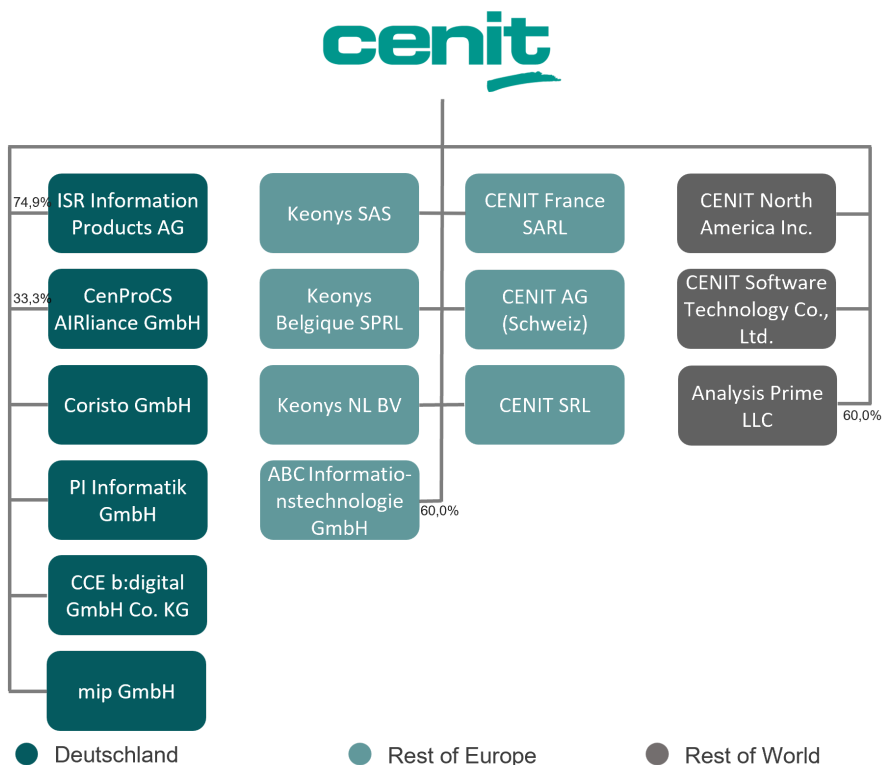 cenit
74,9%
ISR Information
Products AG
33,3%
CenProCS
AIRliance GmbH
Coristo GmbH
PI Informatik
GmbH
CCE b:digital
GmbH Co. KG
mip GmbH
Keonys SAS
Keonys
Belgique SPRL
Keonys NL BV
ABC Informatio-
nstechnologie
GmbH
60,0%
CENIT France
SARL
CENIT AG
(Schweiz)
CENIT SRL
CENIT North
America Inc.
CENIT Software
Technology Co.,
Ltd.
Analysis Prime
LLC
60,0%
Deutschland
Rest of Europe
Rest of World